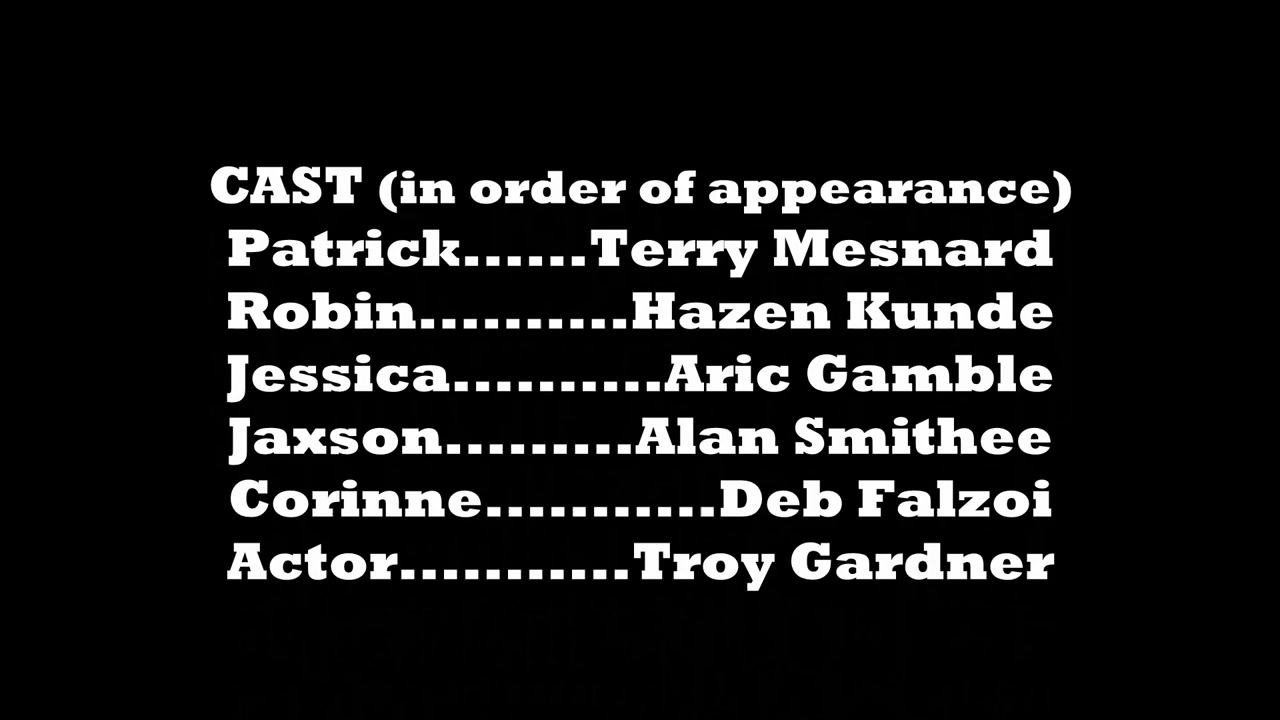 CAST (in order of appearance)
Patrick......Terry Mesnard
Robin..........Hazen Kunde
Jessica..........Aric Gamble
Jaxson.........Alan Smithee
Corinne...........Deb Falzoi
Actor...........Troy Gardner